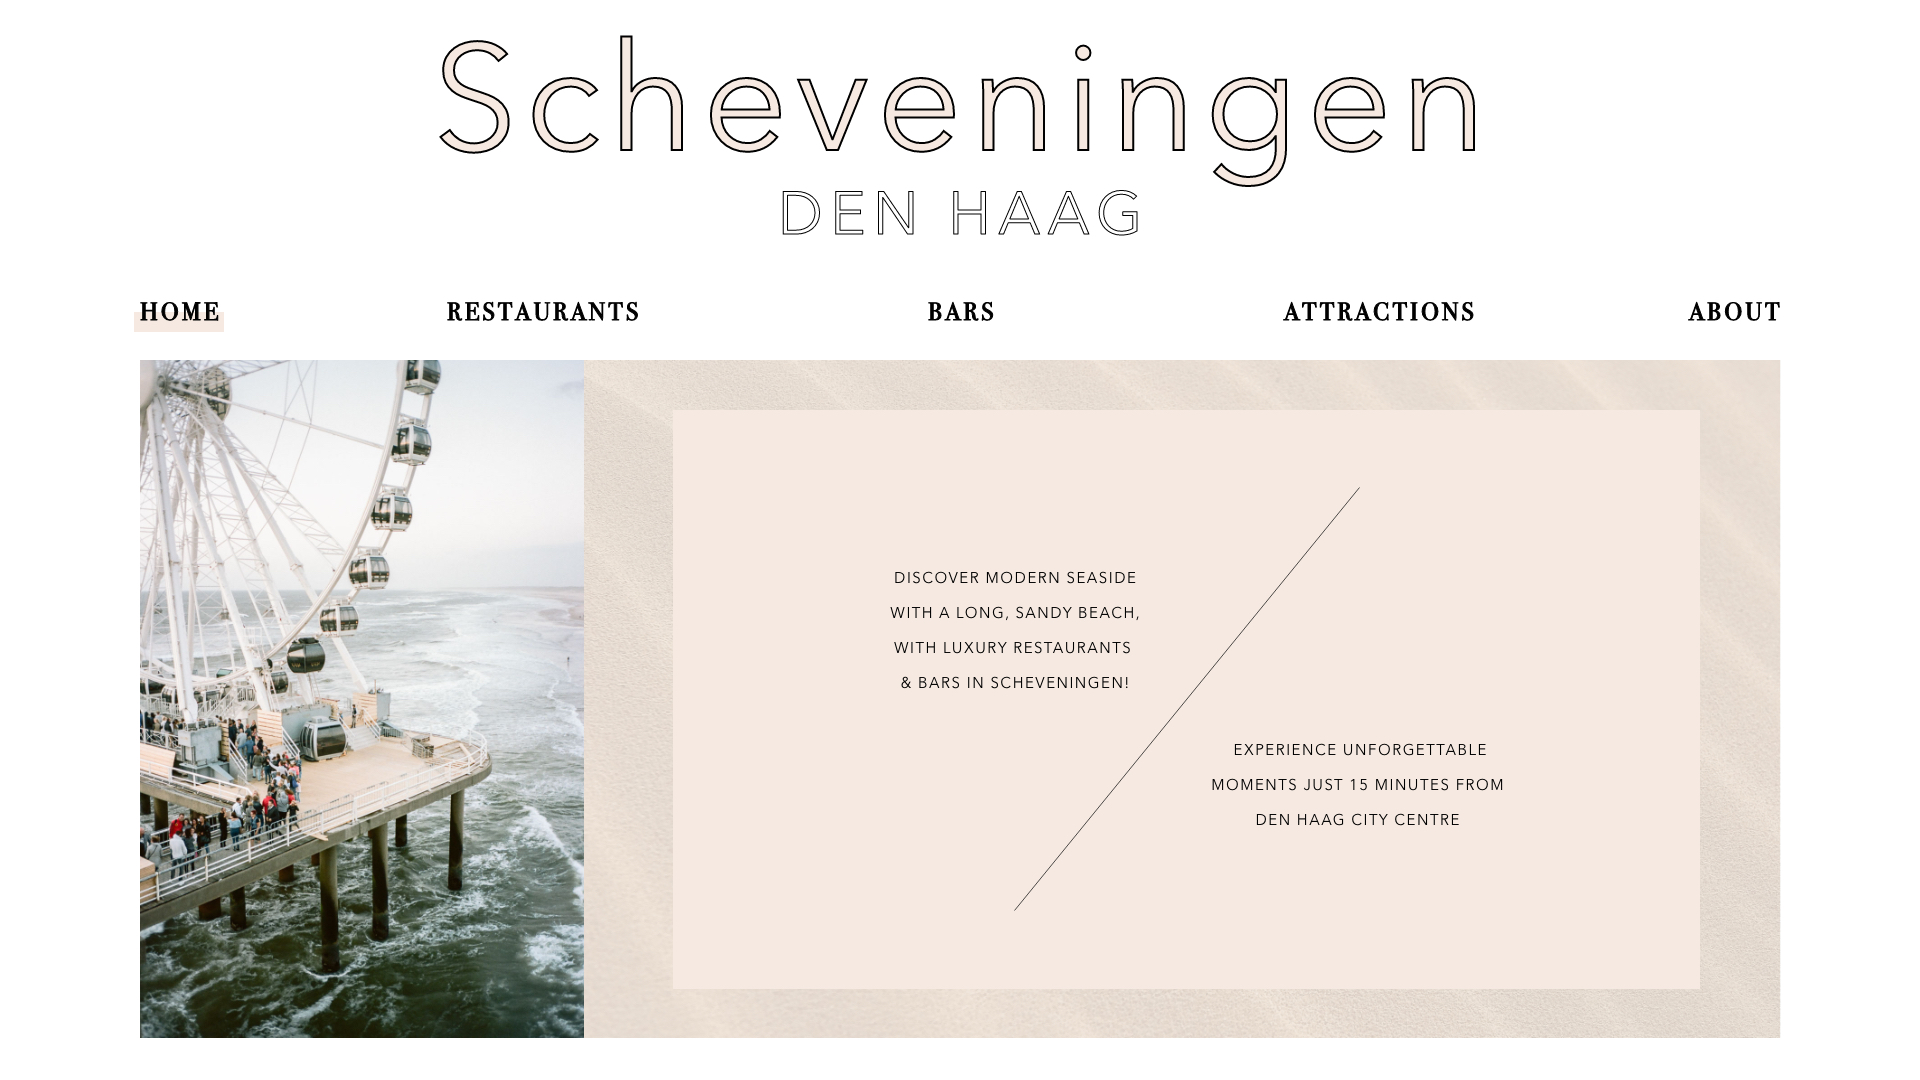 Scheveningen
DEN HAAG
HOME
RESTAURANTS
BARS
ATTRACTIONS
ABOUT
DISCOVER MODERN SEASIDE
WITH A LONG, SANDY BEACH,
WITH LUXURY RESTAURANTS
& BARS IN SCHEVENINGEN!
EXPERIENCE UNFORGETTABLE
MOMENTS JUST 15 MINUTES FROM
DEN HAAG CITY CENTRE